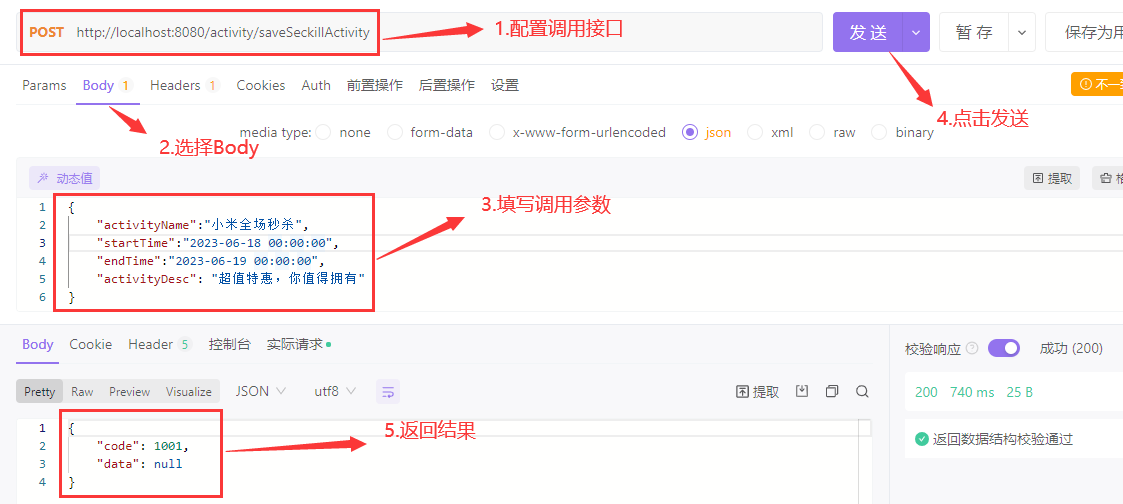 POST http://localhost:8080/activity/saveSeckillActivity
1.配置调用接口
发 送
暂 存
保存为用
Params Body 1 Headers 1 Cookies Auth 前置操作 后置操作 设置
不一
2.选择Body
media type: none form-data x-www-form-urlencoded json xml raw binary
4.点击发送
动态值
提取
3.填写调用参数
1 {
2 "activityName":"小米全场秒杀",
3 "startTime":"2023-06-18 00:00:00",
4 "endTime":"2023-06-19 00:00:00",
5 "activityDesc": "超值特惠，你值得拥有"
6 }
Body Cookie Header 5 控制台 实际请求
校验响应 成功 (200)
Pretty Raw Preview Visualize JSON utf8
提取
200 740 ms 25 B
5.返回结果
1 {
2 "code": 1001,
3 "data": null
4 }
返回数据结构校验通过